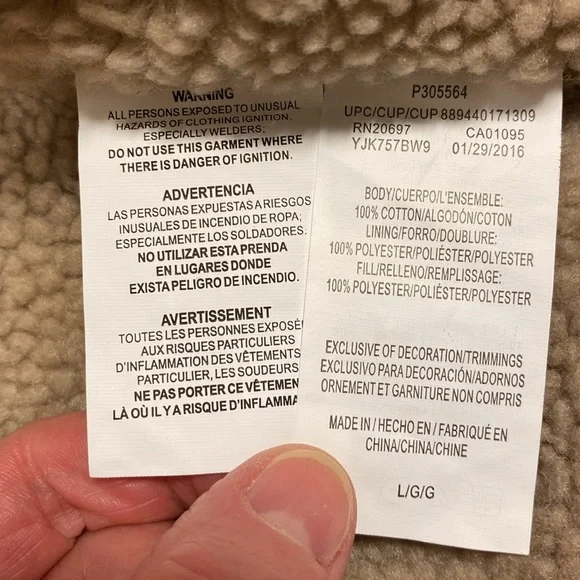 WARNING
ALL PERSONS EXPOSED TO UNUSUAL
HAZARDS OF CLOTHING IGNITION,
ESPECIALLY WELDERS;
DO NOT USE THIS GARMENT WHERE
THERE IS DANGER OF IGNITION.
ADVERTENCIA
LAS PERSONAS EXPUESTAS A RIESGOS
INUSUALES DE INCENDIO DE ROPA;
ESPECIALMENTE LOS SOLDADORES.
NO UTILIZAR ESTA PRENDA
EN LUGARES DONDE
EXISTA PELIGRO DE INCENDIO.
AVERTISSEMENT
TOUTES LES PERSONNES EXPOSÉ
AUX RISQUES PARTICULIERS
D'INFLAMMATION DES VÊTEMENTS
PARTICULIER, LES SOUDEURS
NE PAS PORTER CE VÊTEMEN
LÀ OÙ IL Y A RISQUE D'INFLAMMA
P305564
UPC/CUP/CUP 889440171309
RN20697 CA01095
YJK757BW9 01/29/2016
BODY/CUERPO/L'ENSEMBLE:
100% COTTON/ALGODÓN/COTON
LINING/FORRO/DOUBLURE:
100% POLYESTER/POLIÉSTER/POLYESTER
FILL/RELLENO/REMPLISSAGE:
100% POLYESTER/POLIÉSTER/POLYESTER
EXCLUSIVE OF DECORATION/TRIMMINGS
EXCLUSIVO PARA DECORACIÓN/ADORNOS
ORNEMENT ET GARNITURE NON COMPRIS
MADE IN / HECHO EN / FABRIQUÉ EN
CHINA/CHINA/CHINE
L/G/G